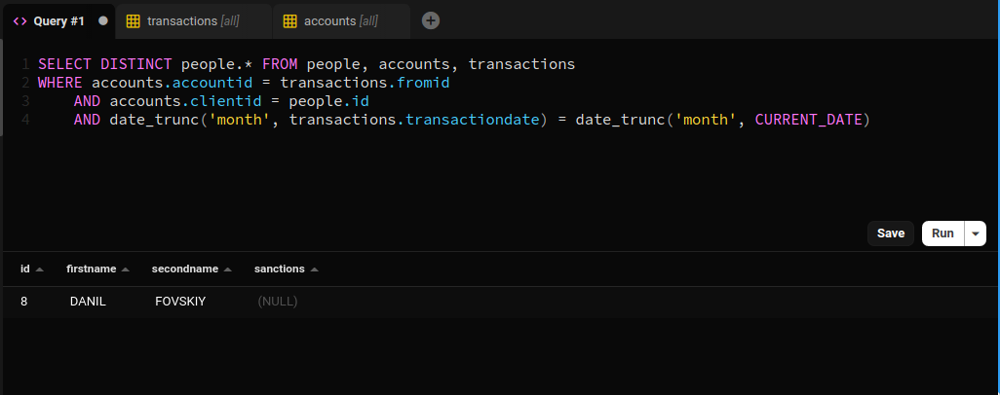 <> Query #1 transactions [all] accounts [all]
1 SELECT DISTINCT people.* FROM people, accounts, transactions
2 WHERE accounts.accountid = transactions.fromid
3 AND accounts.clientid = people.id
4 AND date_trunc('month', transactions.transactiondate) = date_trunc('month', CURRENT_DATE)
Save Run
id firstname secondname sanctions
8 DANIL FOVSKIY (NULL)